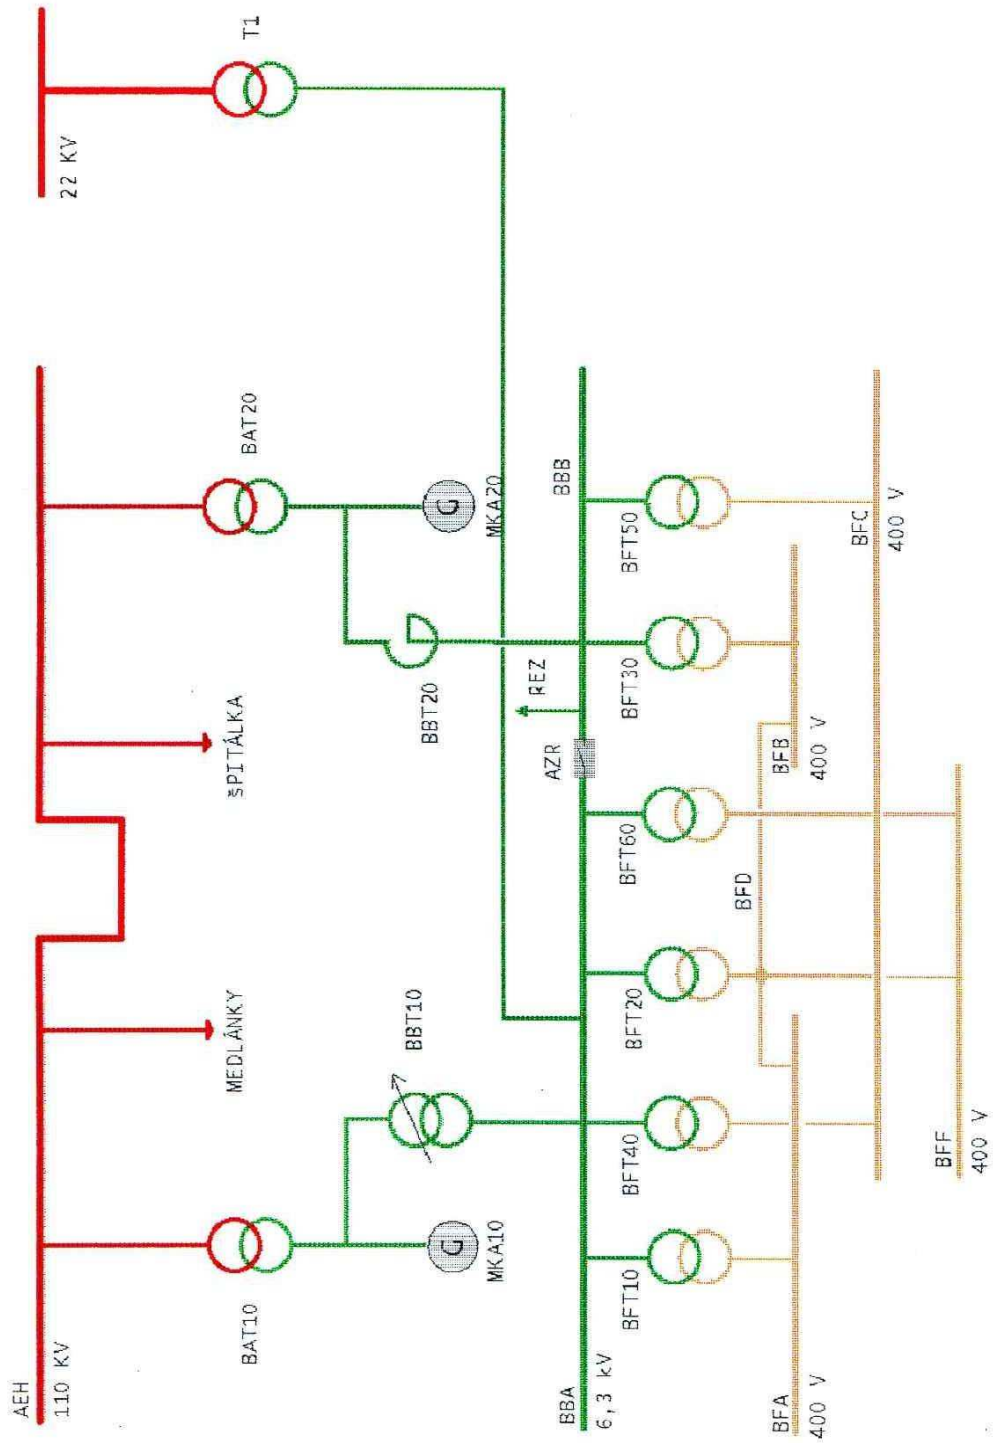 AEH
110 KV
22 KV
T1
BAT10
MEDLÁNKY
ŠPITÁLKA
BAT20
BBT10
BBT20
G
MKA10
G
MKA20
BBA
6,3 kV
AZR
REZ
BBB
BFT10
BFT40
BFT20
BFT60
BFT30
BFT50
BFD
BFA
400 V
BFB
400 V
BFC
400 V
BFF
400 V